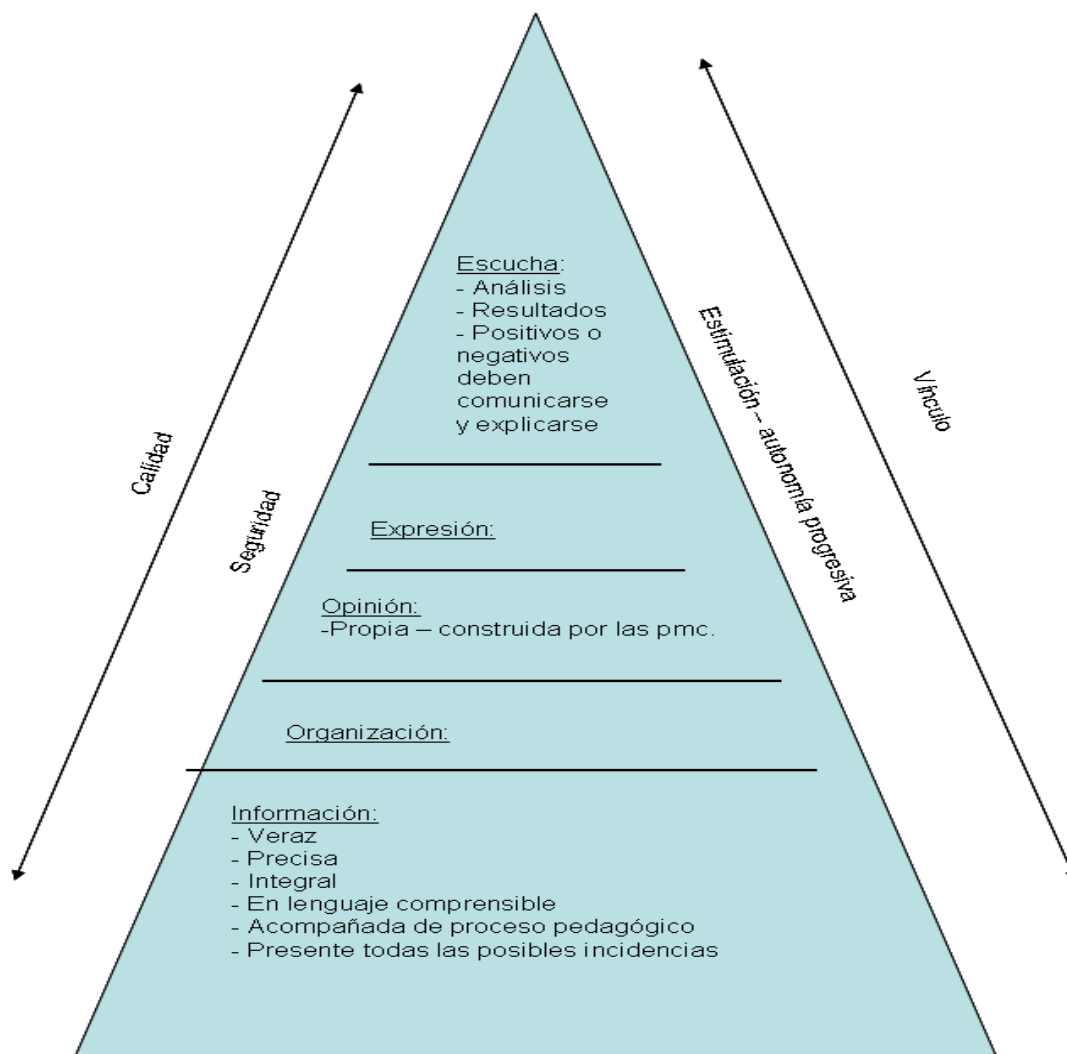 Escucha:
- Análisis
- Resultados
- Positivos o
negativos
deben
comunicarse
y explicarse
Expresión:
Opinión:
-Propia – construida por las pmc.
Organización:
Información:
- Veraz
- Precisa
- Integral
- En lenguaje comprensible
- Acompañada de proceso pedagógico
- Presente todas las posibles incidencias
Calidad
Seguridad
Estimulación – autonomía progresiva
Vínculo